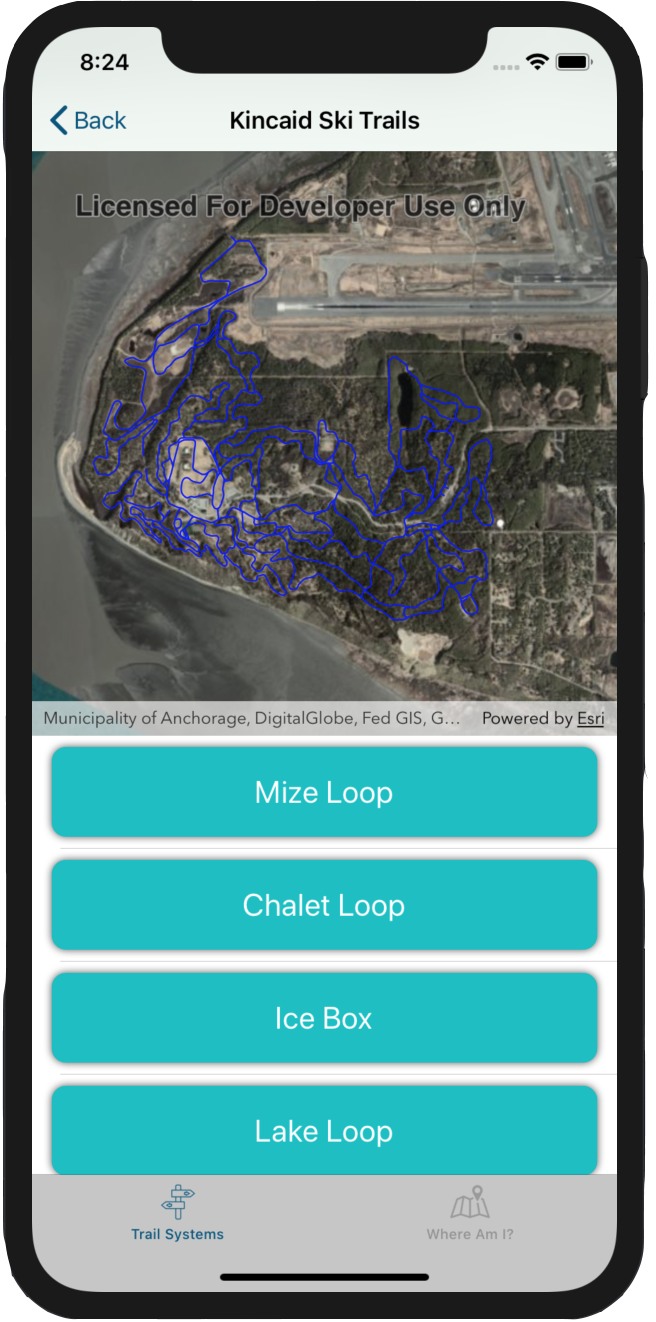 8:24
Back
Kincaid Ski Trails
Licensed For Developer Use Only
Municipality of Anchorage, DigitalGlobe, Fed GIS, G... Powered by Esri
Mize Loop
Chalet Loop
Ice Box
Lake Loop
Trail Systems
Where Am I?